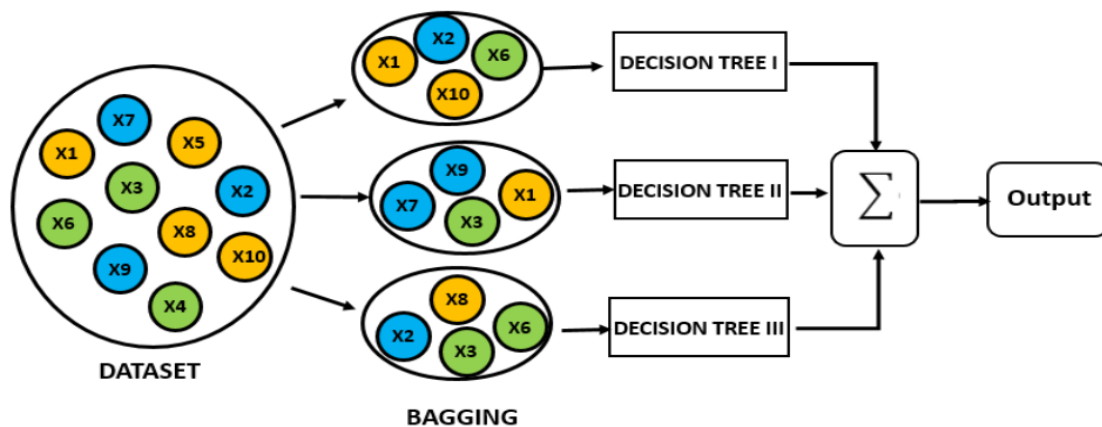 X7
X1
X5
X3
X2
X6
X8
X10
X9
X4
DATASET
X2
X1
X6
X10
X9
X1
X7
X3
X8
X2
X6
X3
BAGGING
DECISION TREE I
DECISION TREE II
DECISION TREE III
∑
Output